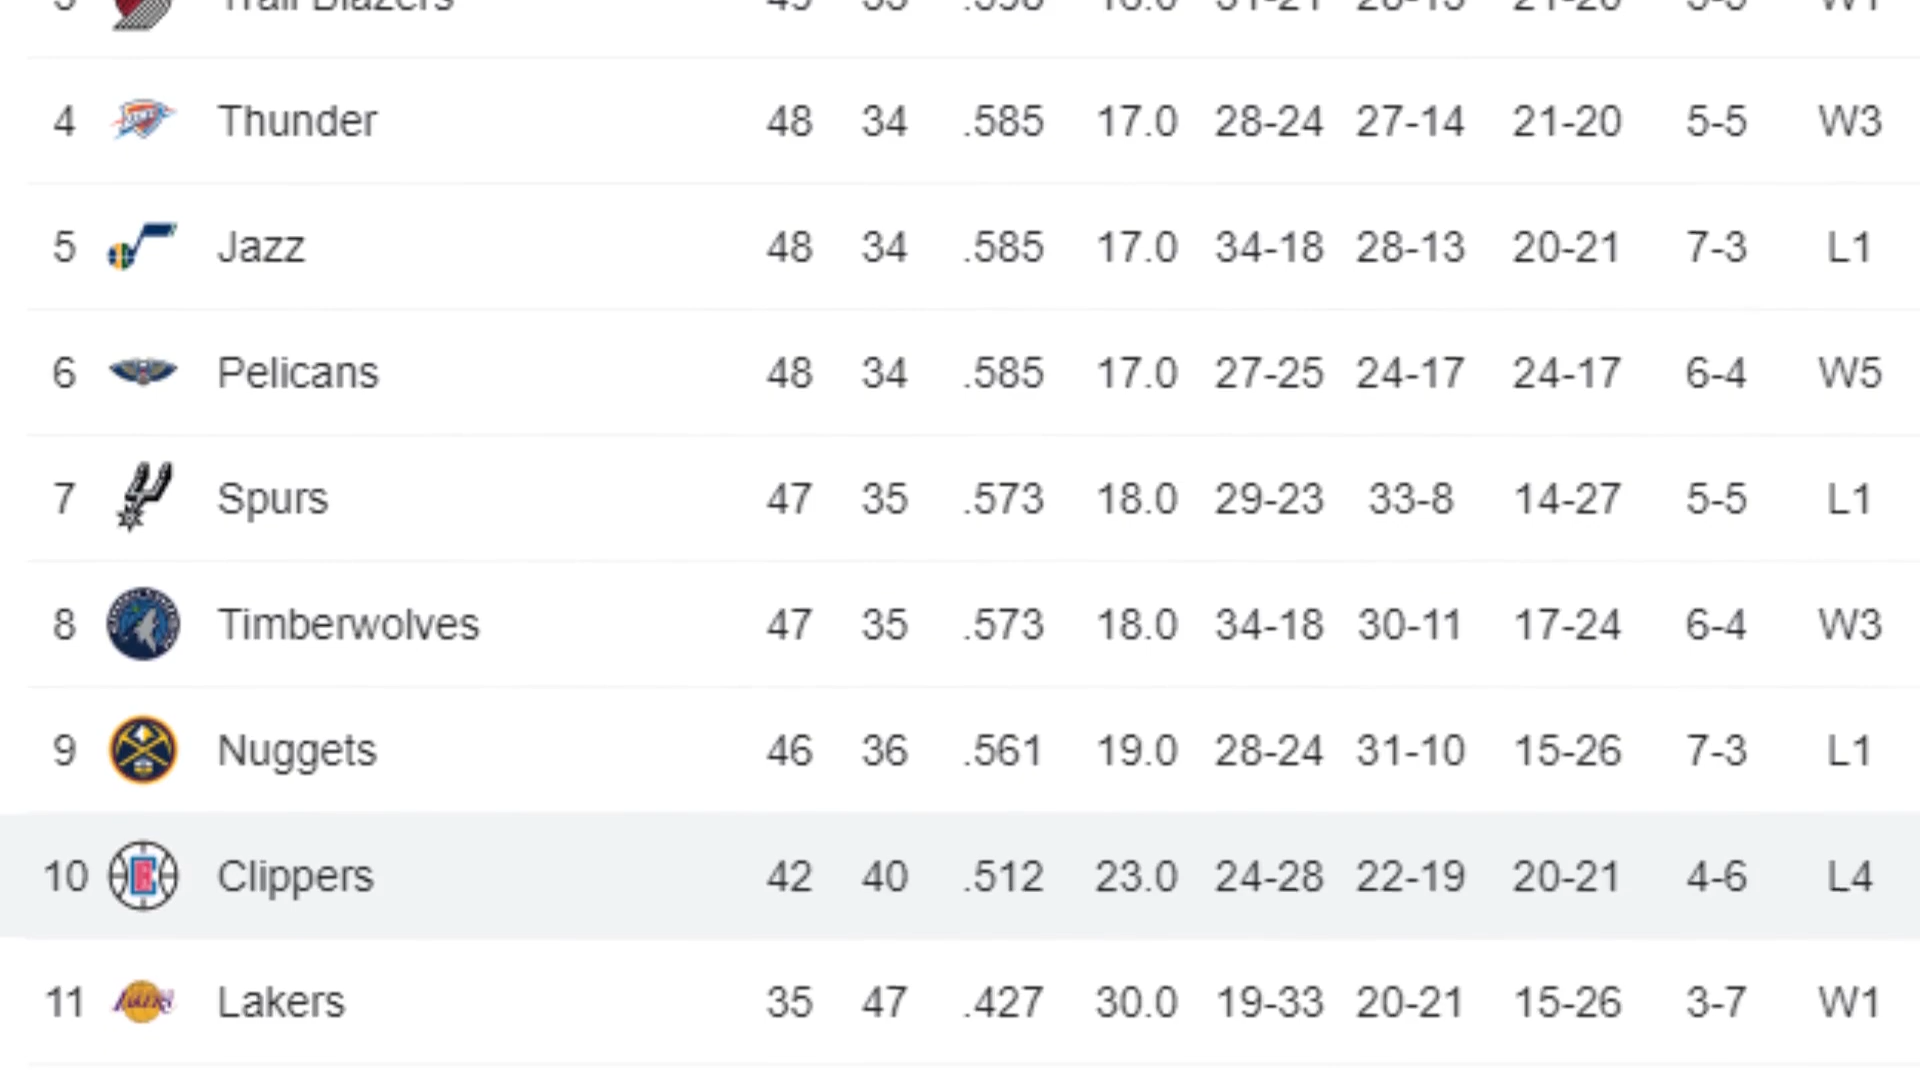 Trail Blazers
4 Thunder 48 34 .585 17.0 28-24 27-14 21-20 5-5 W3
5 Jazz 48 34 .585 17.0 34-18 28-13 20-21 7-3 L1
6 Pelicans 48 34 .585 17.0 27-25 24-17 24-17 6-4 W5
7 Spurs 47 35 .573 18.0 29-23 33-8 14-27 5-5 L1
8 Timberwolves 47 35 .573 18.0 34-18 30-11 17-24 6-4 W3
9 Nuggets 46 36 .561 19.0 28-24 31-10 15-26 7-3 L1
10 Clippers 42 40 .512 23.0 24-28 22-19 20-21 4-6 L4
11 Lakers 35 47 .427 30.0 19-33 20-21 15-26 3-7 W1